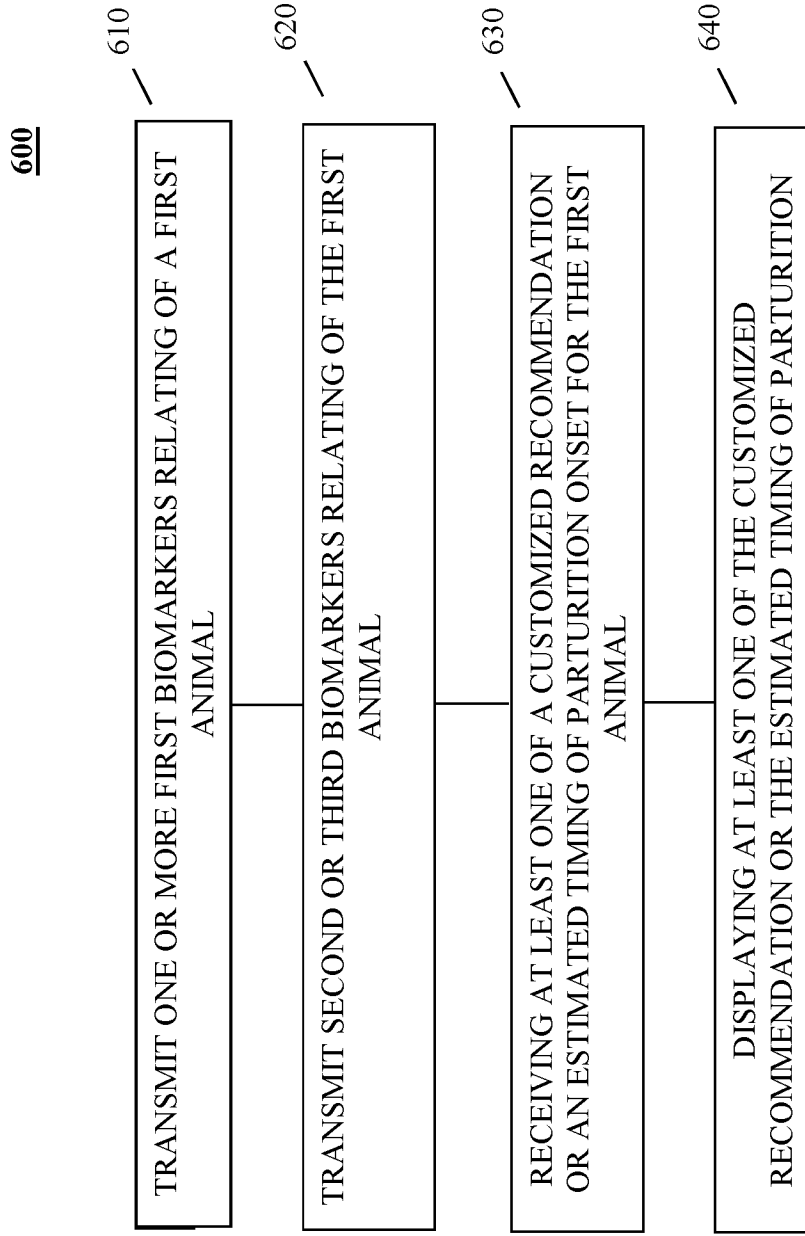 600
610
TRANSMIT ONE OR MORE FIRST BIOMARKERS RELATING OF A FIRST
ANIMAL
620
TRANSMIT SECOND OR THIRD BIOMARKERS RELATING OF THE FIRST
ANIMAL
630
RECEIVING AT LEAST ONE OF A CUSTOMIZED RECOMMENDATION
OR AN ESTIMATED TIMING OF PARTURITION ONSET FOR THE FIRST
ANIMAL
640
DISPLAYING AT LEAST ONE OF THE CUSTOMIZED
RECOMMENDATION OR THE ESTIMATED TIMING OF PARTURITION